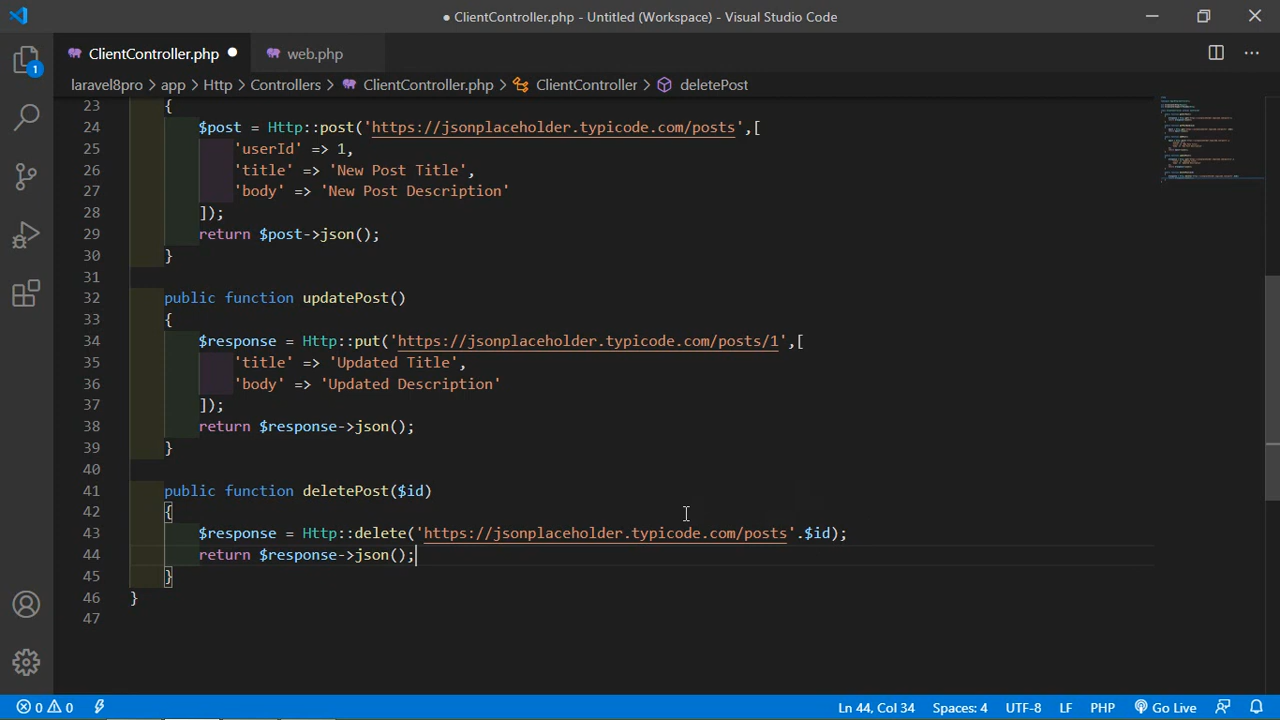 ● ClientController.php - Untitled (Workspace) - Visual Studio Code
ClientController.php ●
web.php
laravel8pro > app > Http > Controllers > ClientController.php > ClientController > deletePost
1
23 {
24 $post = Http::post('https://jsonplaceholder.typicode.com/posts',[
25 'userId' => 1,
26 'title' => 'New Post Title',
27 'body' => 'New Post Description'
28 ]);
29 return $post->json();
30 }
31
32 public function updatePost()
33 {
34 $response = Http::put('https://jsonplaceholder.typicode.com/posts/1',[
35 'title' => 'Updated Title',
36 'body' => 'Updated Description'
37 ]);
38 return $response->json();
39 }
40
41 public function deletePost($id)
42 {
43 $response = Http::delete('https://jsonplaceholder.typicode.com/posts'.$id);
44 return $response->json();
45 }
46 }
47
0 0 Ln 44, Col 34 Spaces: 4 UTF-8 LF PHP Go Live